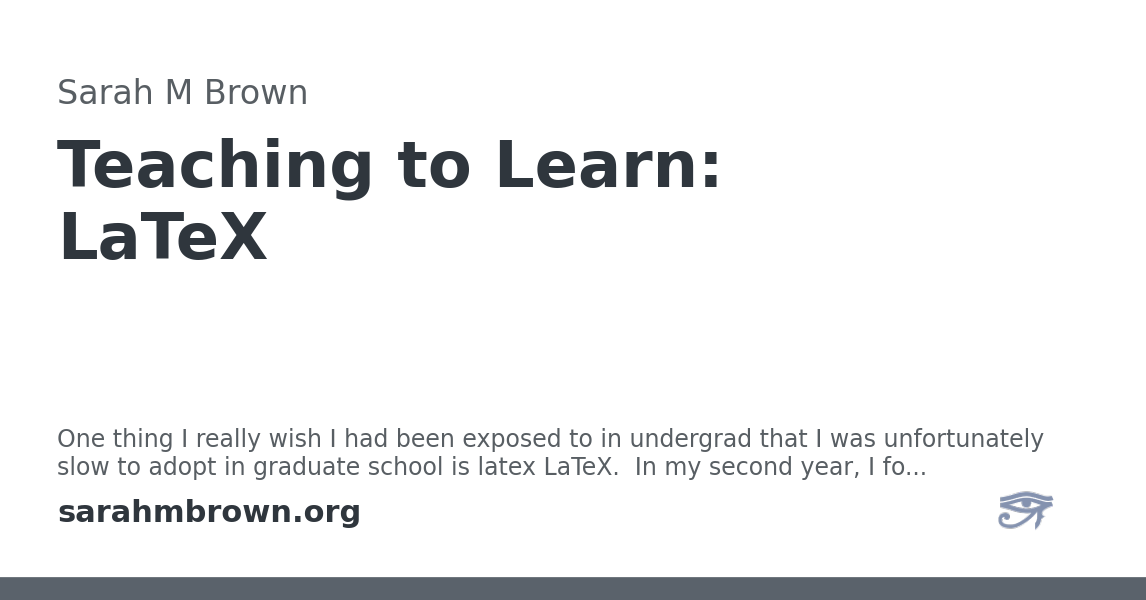 Sarah M Brown
Teaching to Learn:
LaTeX
One thing I really wish I had been exposed to in undergrad that I was unfortunately
slow to adopt in graduate school is latex LaTeX.  In my second year, I fo...
sarahmbrown.org